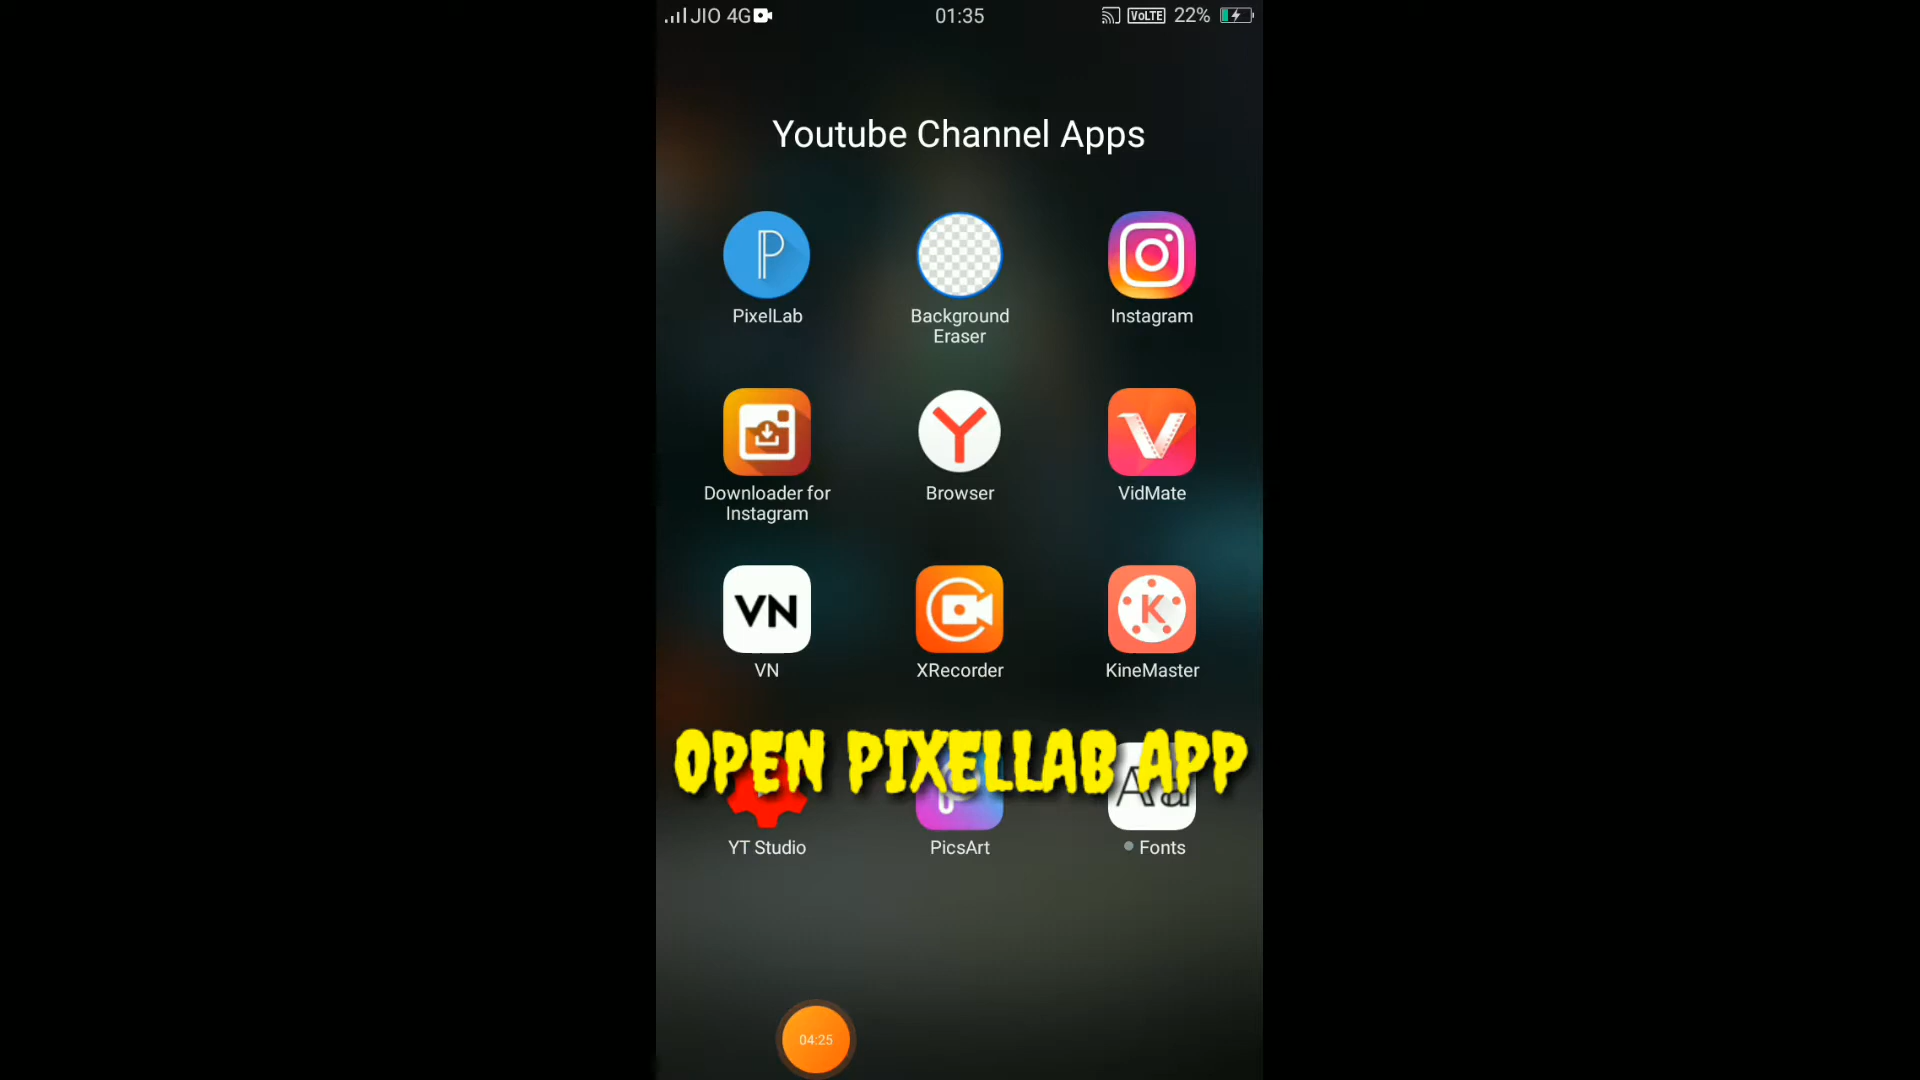 JIO 4G 01:35 VoLTE 22%
Youtube Channel Apps
P
PixelLab Background Instagram
Eraser
Y V
Downloader for Browser VidMate
Instagram
VN K
VN XRecorder KineMaster
OPEN PIXELLAB APP
Aa
YT Studio PicsArt Fonts
04:25